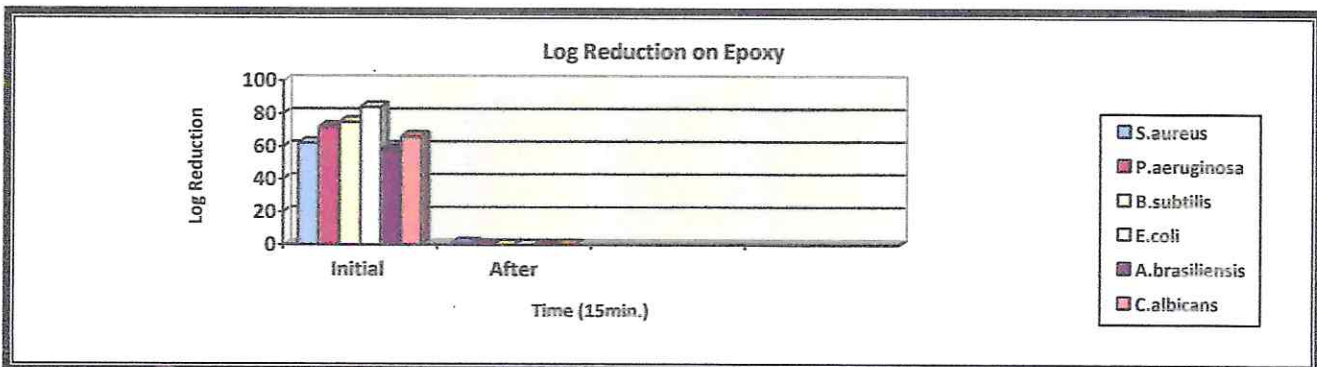 Log Reduction on Epoxy
Log Reduction
100
80
60
40
20
0
Initial After
Time (15min.)
S.aureus
P.aeruginosa
B.subtilis
E.coli
A.brasiliensis
C.albicans